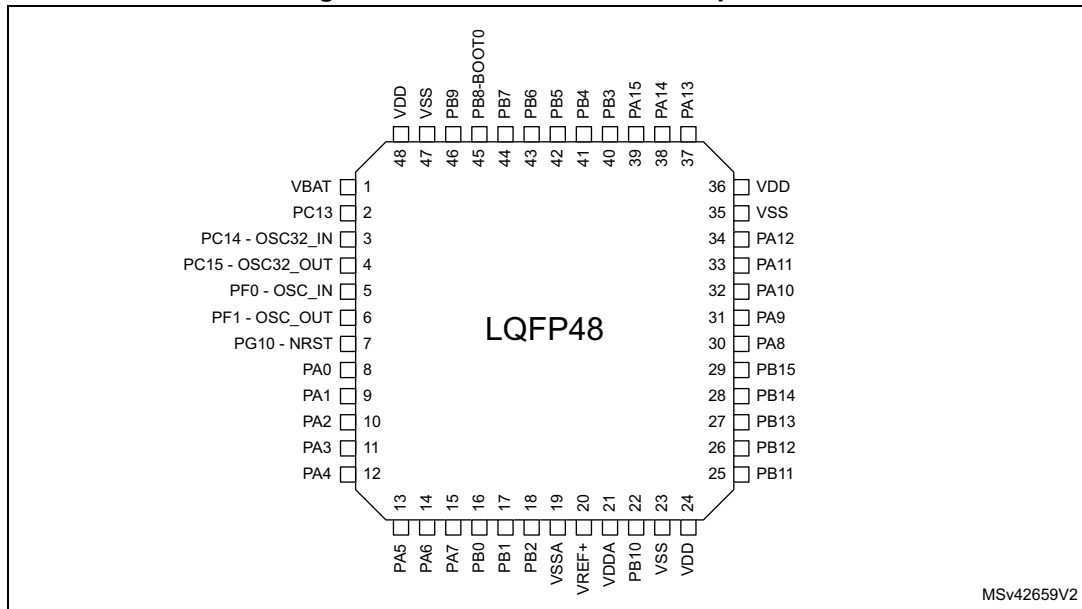 48 VDD
47 VSS
46 PB9
45 PB8-BOOT0
44 PB7
43 PB6
42 PB5
41 PB4
40 PB3
39 PA15
38 PA14
37 PA13
VBAT 1
PC13 2
PC14 - OSC32_IN 3
PC15 - OSC32_OUT 4
PF0 - OSC_IN 5
PF1 - OSC_OUT 6
PG10 - NRST 7
PA0 8
PA1 9
PA2 10
PA3 11
PA4 12
LQFP48
36 VDD
35 VSS
34 PA12
33 PA11
32 PA10
31 PA9
30 PA8
29 PB15
28 PB14
27 PB13
26 PB12
25 PB11
PA5 13
PA6 14
PA7 15
PB0 16
PB1 17
PB2 18
VSSA 19
VREF+ 20
VDDA 21
PB10 22
VSS 23
VDD 24
MSv42659V2